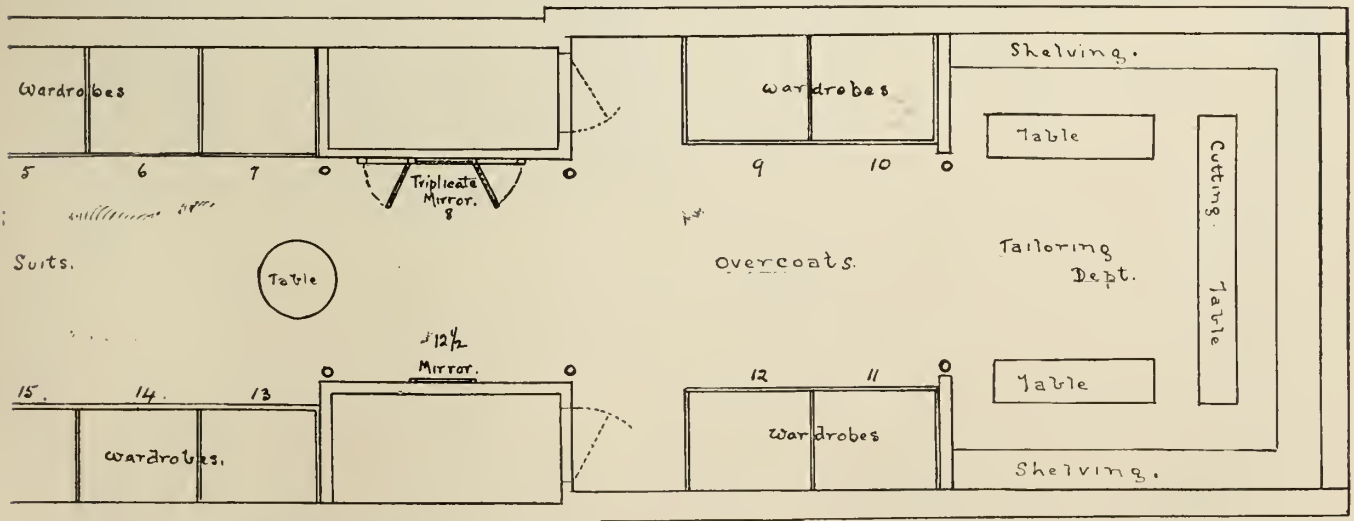 Shelving.
Wardrobes
Wardrobes
Table
Cutting Table
5 6 7
Triplicate
Mirror.
8
9 10
Suits.
Table
Overcoats.
Tailoring
Dept.
12½
Mirror.
15. 14. 13
12 11
Table
Wardrobes.
Wardrobes
Shelving.